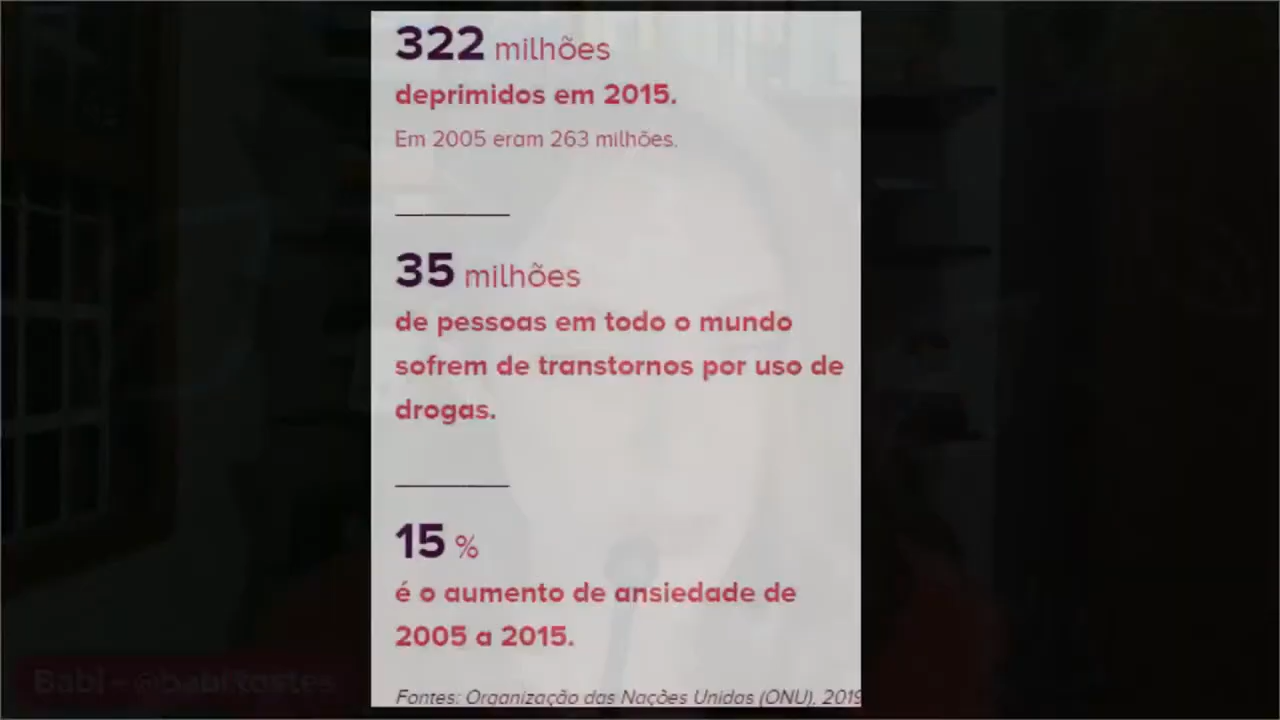 322 milhões
deprimidos em 2015.
Em 2005 eram 263 milhões.
35 milhões
de pessoas em todo o mundo
sofrem de transtornos por uso de
drogas.
15 %
é o aumento de ansiedade de
2005 a 2015.
Fontes: Organização das Nações Unidas (ONU), 2019
Babi -